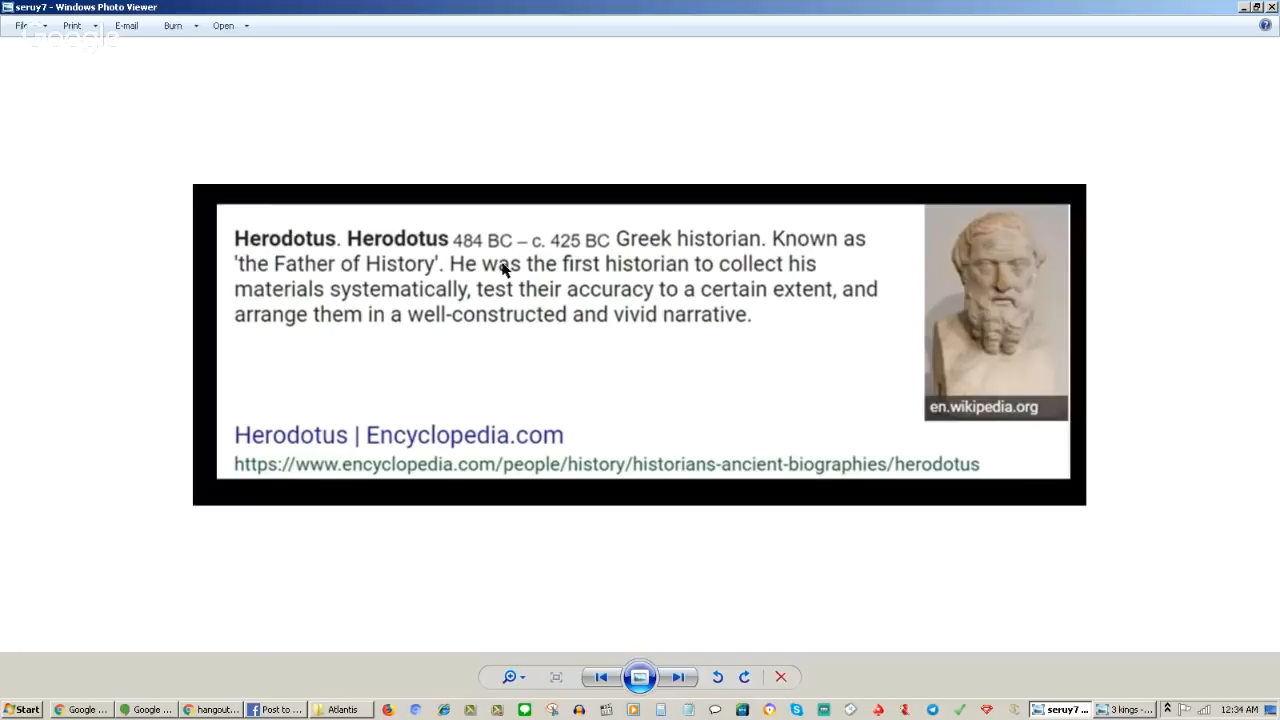 seruy7 - Windows Photo Viewer
File Print E-mail Burn Open
Google
Herodotus. Herodotus 484 BC – c. 425 BC Greek historian. Known as
'the Father of History'. He was the first historian to collect his
materials systematically, test their accuracy to a certain extent, and
arrange them in a well-constructed and vivid narrative.
en.wikipedia.org
Herodotus | Encyclopedia.com
https://www.encyclopedia.com/people/history/historians-ancient-biographies/herodotus
Start Google ... Google ... hangout... Post to ... Atlantis seruy7 ... 3 kings -... 12:34 AM